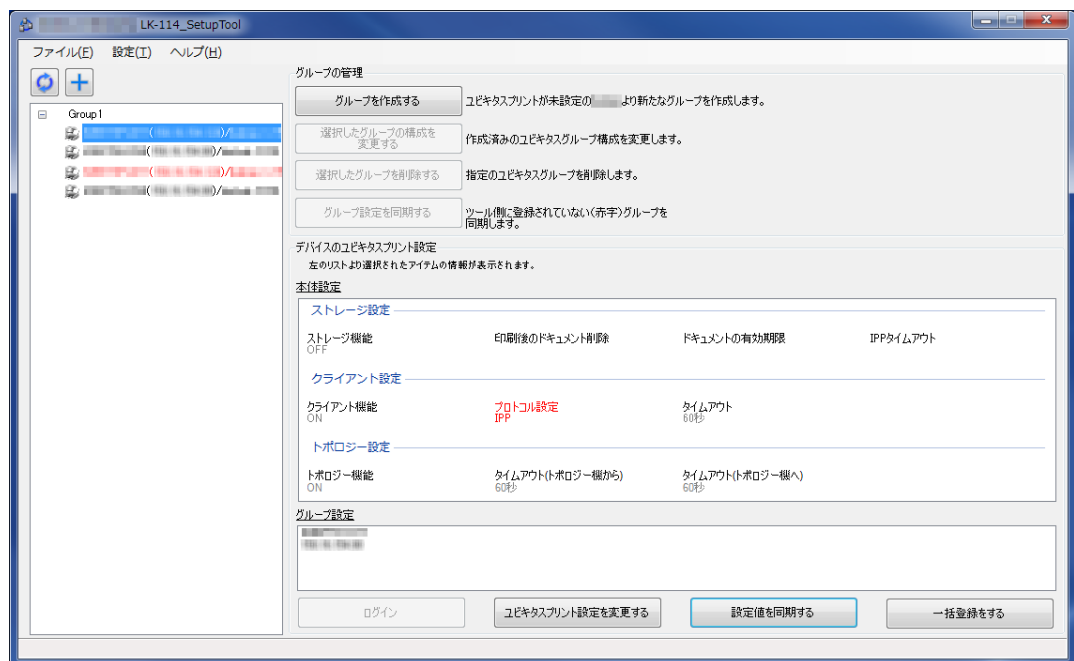 LK-114_SetupTool
ファイル(F) 設定(T) ヘルプ(H)
Group1
グループの管理
グループを作成する
ユビキタスプリントが未設定の より新たなグループを作成します。
選択したグループの構成を
変更する
作成済みのユビキタスグループ構成を変更します。
選択したグループを削除する
指定のユビキタスグループを削除します。
グループ設定を同期する
ツール側に登録されていない(赤字)グループを
同期します。
デバイスのユビキタスプリント設定
左のリストより選択されたアイテムの情報が表示されます。
本体設定
ストレージ設定
ストレージ機能 印刷後のドキュメント削除 ドキュメントの有効期限 IPPタイムアウト
OFF
クライアント設定
クライアント機能 プロトコル設定 タイムアウト
ON IPP 60秒
トポロジー設定
トポロジー機能 タイムアウト(トポロジー機から) タイムアウト(トポロジー機へ)
ON 60秒 60秒
グループ設定
ログイン ユビキタスプリント設定を変更する 設定値を同期する 一括登録をする